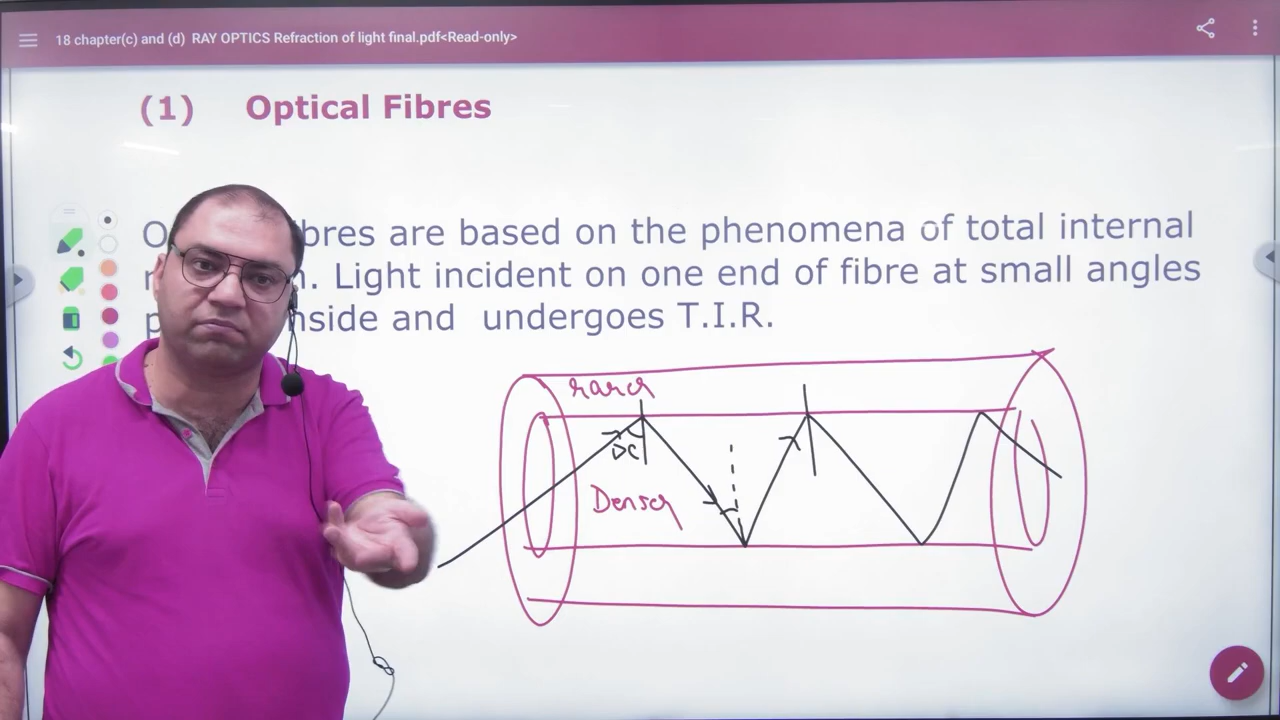 18 chapter(c) and (d) RAY OPTICS Refraction of light final.pdf<Read-only>
(1) Optical Fibres
bres are based on the phenomena of total internal
n. Light incident on one end of fibre at small angles
nside and undergoes T.I.R.
rarer
Denser